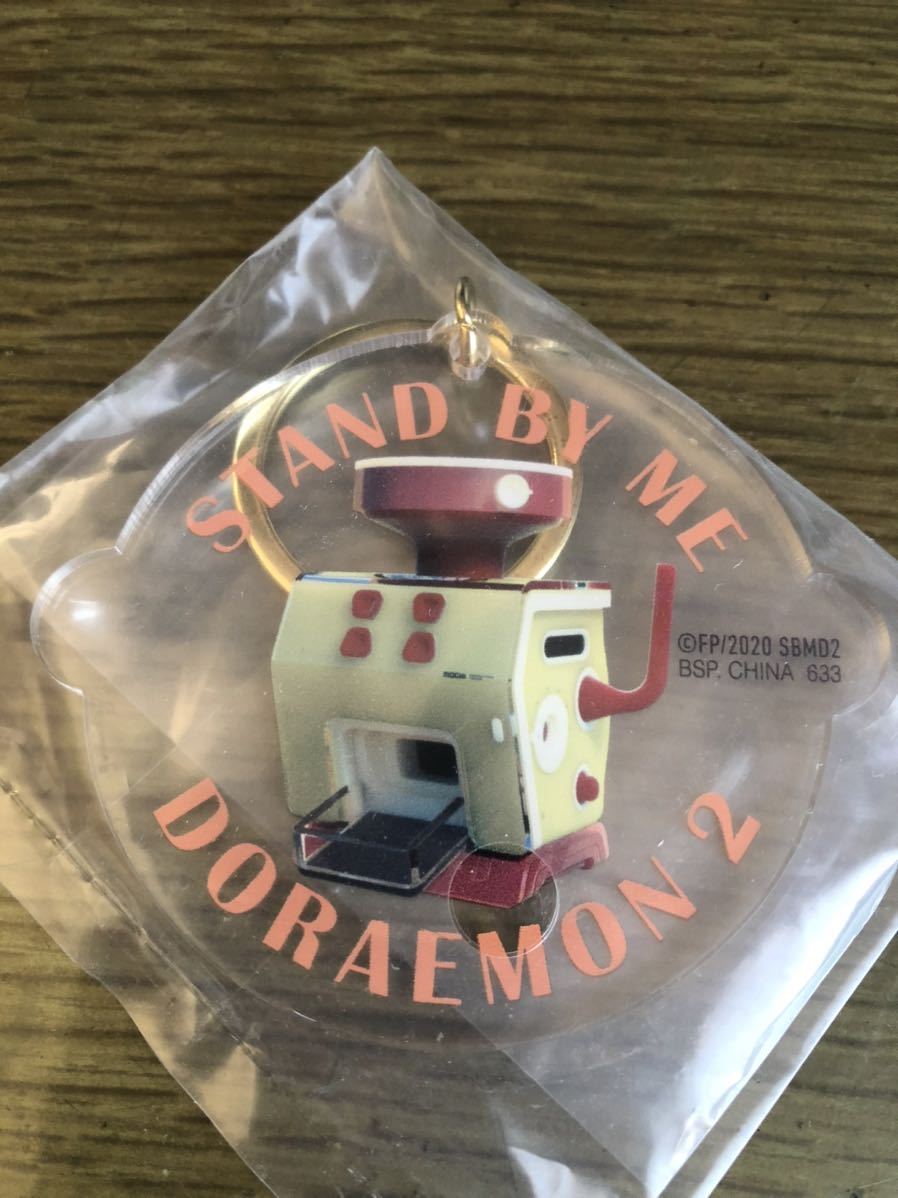 STAND BY ME
©FP/2020 SBMD2
BSP. CHINA 633
DORAEMON 2